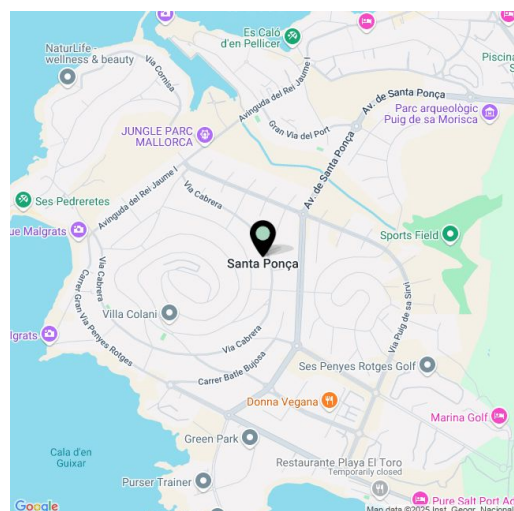 Es Caló
d'en Pellicer
NaturLife -
wellness & beauty
Via Cornisa
Avinguda del Rei Jaume I
Piscina
S
Av. de Santa Ponça
Parc arqueològic
Puig de sa Morisca
Gran Via del Port
JUNGLE PARC
MALLORCA
Av. de Santa Ponça
Via Cabrera
Ses Pedreretes
Avinguda del Rei Jaume I
ue Malgrats
Sports Field
Santa Ponça
Via Cabrera
Carrer Gran Via Penyes Rotges
Villa Colani
Via Puig de sa Sirní
algrats
Via Cabrera
Carrer Batle Bujosa
Ses Penyes Rotges Golf
Donna Vegana
Marina Golf
Cala d'en
Guixar
Green Park
Restaurante Playa El Toro
Temporarily closed
Purser Trainer
Pure Salt Port Ad
Google
Map data ©2025 Inst. Geogr. Nacional